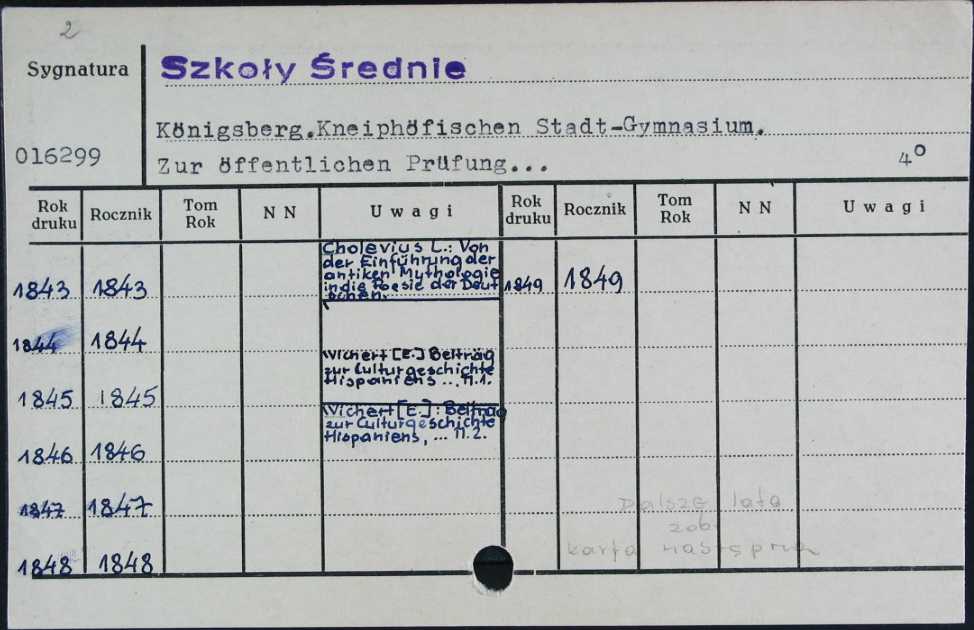 2
Sygnatura
Szkoły Średnie
Königsberg.Kneiphöfischen Stadt-Gymnasium.
016299
Zur öffentlichen Prüfung...
4°
Rok druku Rocznik Tom Rok N N Uwagi Rok druku Rocznik Tom Rok N N Uwagi
Cholevius L.: Von
der Einführung der
antiken Mythologie
in die Poesie der Deut
schen.
1843 1843 1849 1849
1844 1844
Wichert [E.] Beiträg
zur Culturgeschichte
Hispaniens ... H.1.
1845 1845
Wichert [E.]: Beitrag
zur Culturgeschichte
Hispaniens, ... H.2.
1846 1846
1847 1847
Dalsze lata
zob.
karta następna
1848 1848